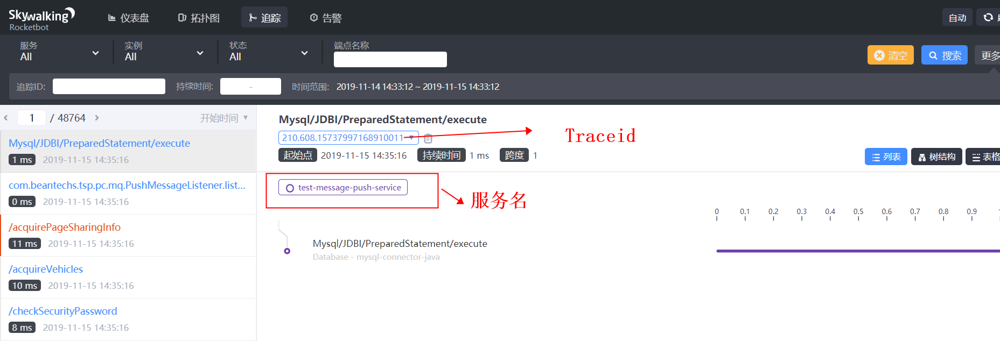 Skywalking
Rocketbot
仪表盘
拓扑图
追踪
告警
自动
服务
All
实例
All
状态
All
端点名称
清空
搜索
更多
追踪ID:
持续时间:
-
时间范围:
2019-11-14 14:33:12 ~ 2019-11-15 14:33:12
1 / 48764
开始时间
Mysql/JDBI/PreparedStatement/execute
1 ms 2019-11-15 14:35:16
com.beantechs.tsp.pc.mq.PushMessageListener.list...
0 ms 2019-11-15 14:35:16
/acquirePageSharingInfo
11 ms 2019-11-15 14:35:16
/acquireVehicles
10 ms 2019-11-15 14:35:16
/checkSecurityPassword
8 ms 2019-11-15 14:35:16
Mysql/JDBI/PreparedStatement/execute
210.608.15737997168910011
Traceid
起始点 2019-11-15 14:35:16 持续时间 1 ms 跨度 1
列表
树结构
表格
test-message-push-service
服务名
0 0.1 0.2 0.3 0.4 0.5 0.6 0.7 0.8 0.9
Mysql/JDBI/PreparedStatement/execute
Database - mysql-connector-java